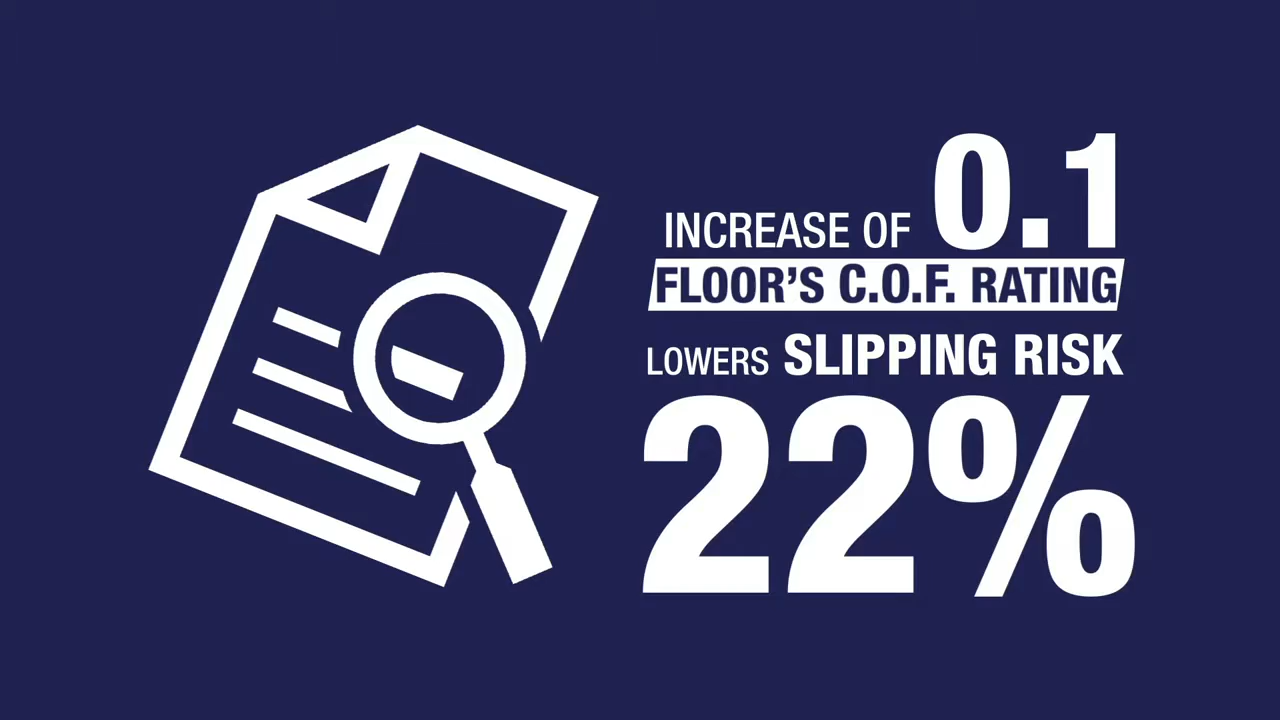 INCREASE OF 0.1
FLOOR'S C.O.F. RATING
LOWERS SLIPPING RISK
22%